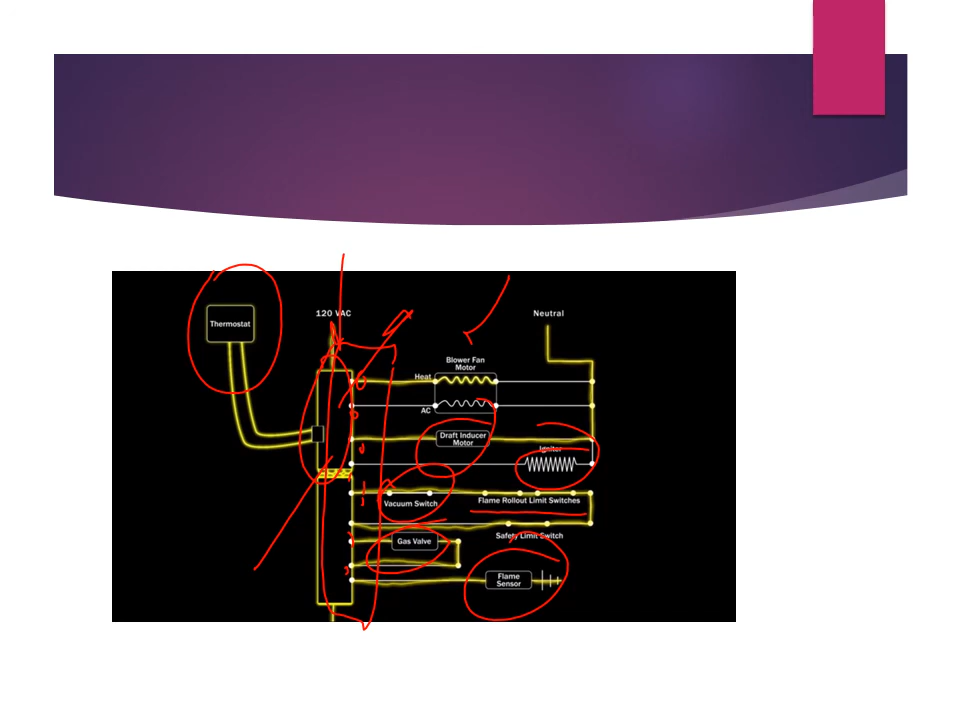 120 VAC
Neutral
Thermostat
Blower Fan
Motor
Heat
AC
Draft Inducer
Motor
Ignitor
Vacuum Switch
Flame Rollout Limit Switches
Safety Limit Switch
Gas Valve
Flame
Sensor